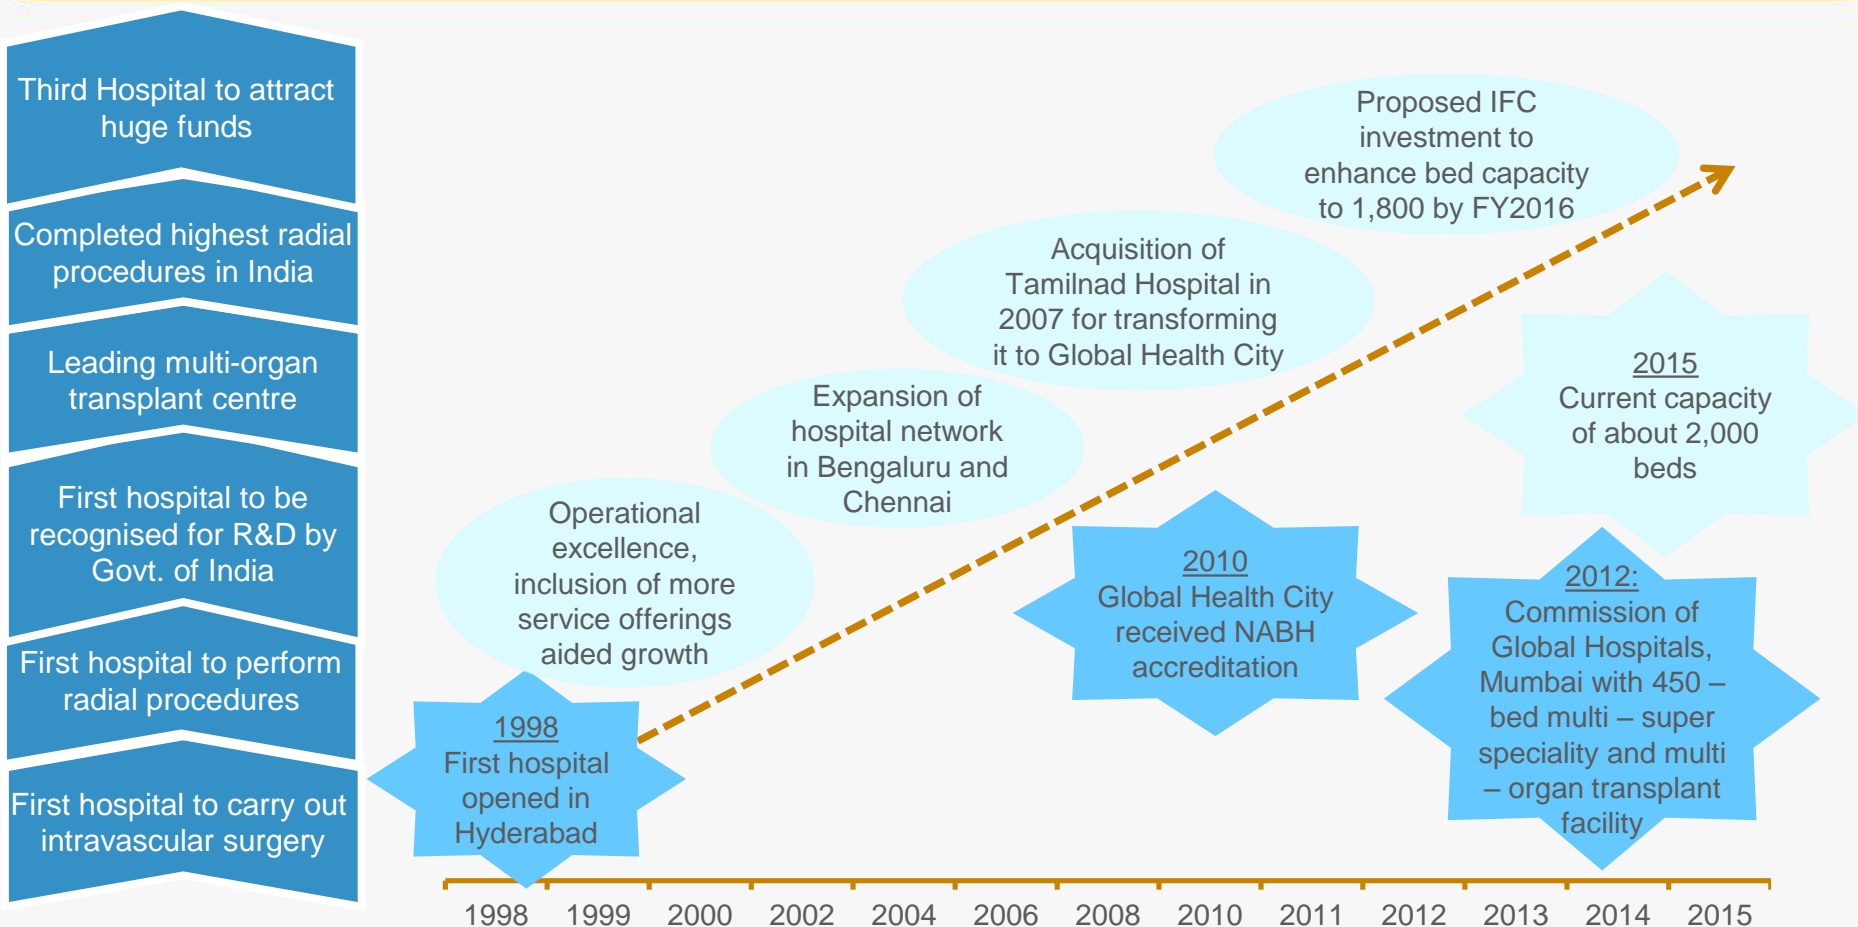 Third Hospital to attract
huge funds
Completed highest radial
procedures in India
Leading multi-organ
transplant centre
First hospital to be
recognised for R&D by
Govt. of India
First hospital to perform
radial procedures
First hospital to carry out
intravascular surgery
Proposed IFC
investment to
enhance bed capacity
to 1,800 by FY2016
Acquisition of
Tamilnad Hospital in
2007 for transforming
it to Global Health City
Expansion of
hospital network
in Bengaluru and
Chennai
Operational
excellence,
inclusion of more
service offerings
aided growth
1998
First hospital
opened in
Hyderabad
2010
Global Health City
received NABH
accreditation
2015
Current capacity
of about 2,000
beds
2012:
Commission of
Global Hospitals,
Mumbai with 450 –
bed multi – super
speciality and multi
– organ transplant
facility
1998 1999 2000 2002 2004 2006 2008 2010 2011 2012 2013 2014 2015